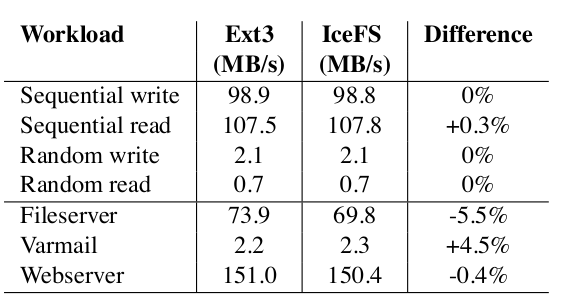 Workload Ext3 IceFS Difference
(MB/s) (MB/s)
Sequential write 98.9 98.8 0%
Sequential read 107.5 107.8 +0.3%
Random write 2.1 2.1 0%
Random read 0.7 0.7 0%
Fileserver 73.9 69.8 -5.5%
Varmail 2.2 2.3 +4.5%
Webserver 151.0 150.4 -0.4%